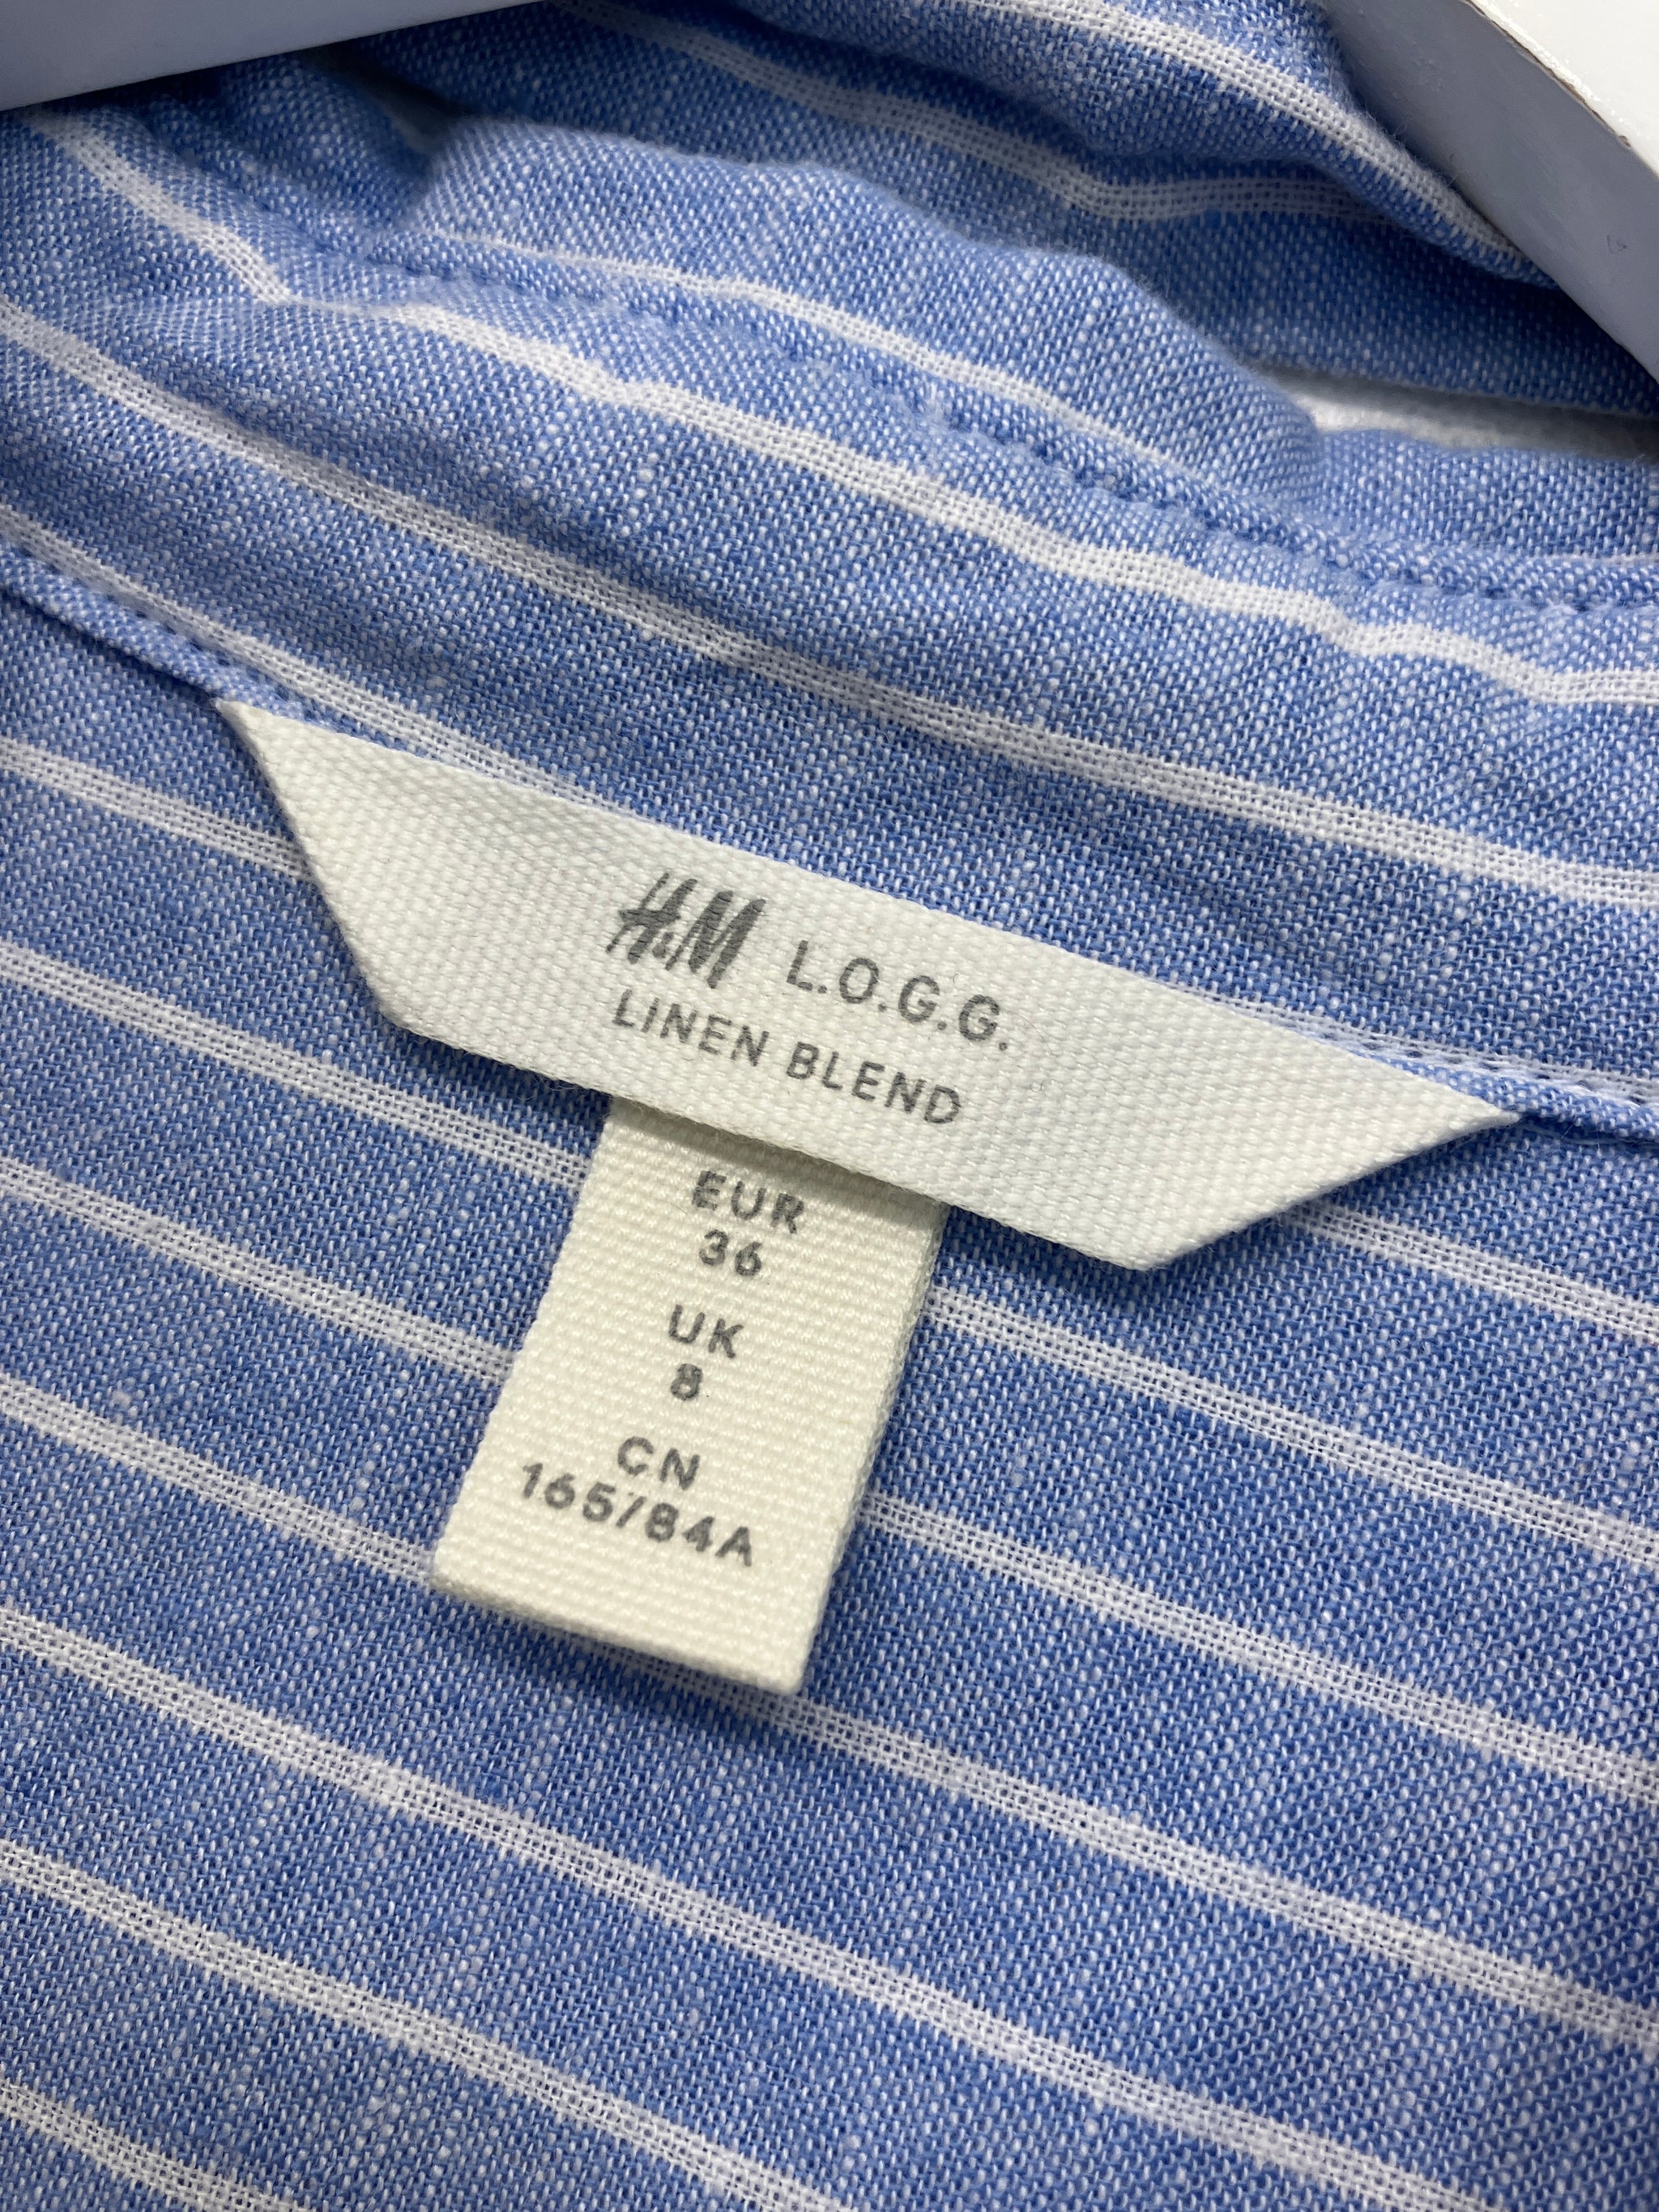 H&M L.O.G.G.
LINEN BLEND
EUR
36
UK
8
CN
165/84A